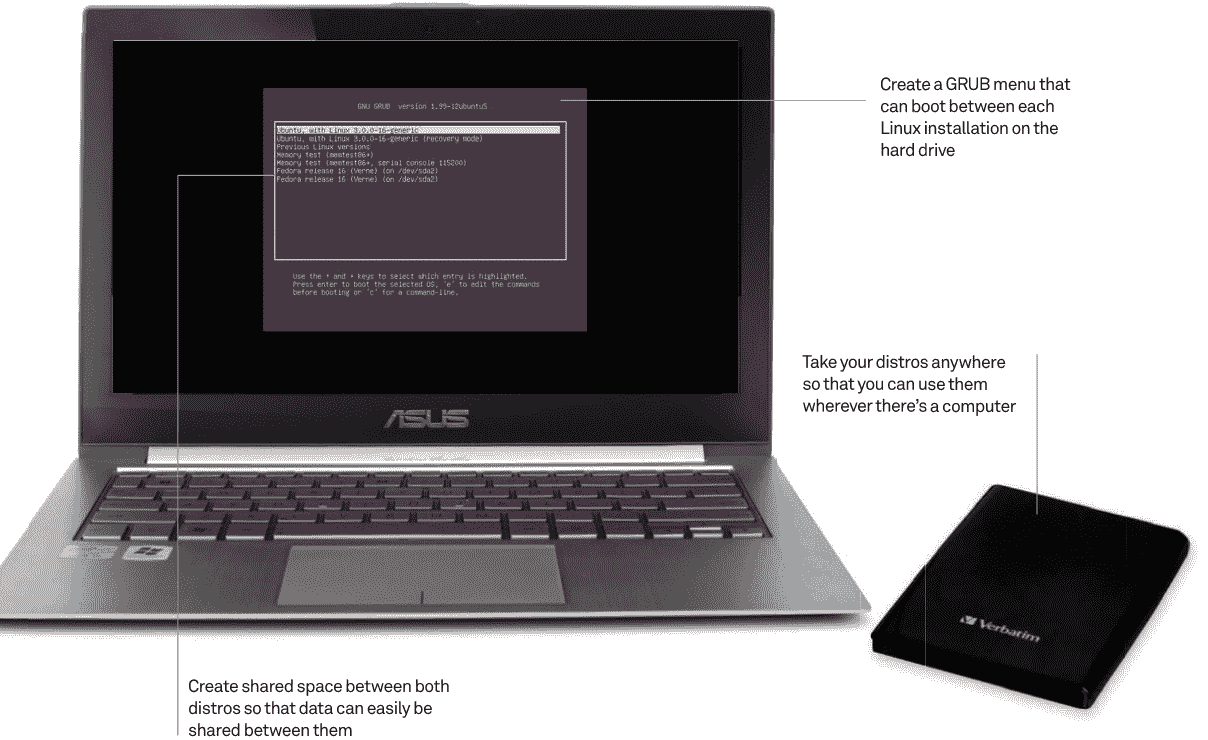 GNU GRUB version 1.99-12ubuntu5
Ubuntu, with Linux 3.0.0-16-generic
Ubuntu, with Linux 3.0.0-16-generic (recovery mode)
Previous Linux versions
Memory test (memtest86+)
Memory test (memtest86+, serial console 115200)
Fedora release 16 (Verne) (on /dev/sda2)
Fedora release 16 (Verne) (on /dev/sda2)
Use the ↑ and ↓ keys to select which entry is highlighted.
Press enter to boot the selected OS, 'e' to edit the commands
before booting or 'c' for a command-line.
ASUS
Create a GRUB menu that
can boot between each
Linux installation on the
hard drive
Take your distros anywhere
so that you can use them
wherever there’s a computer
Verbatim
Create shared space between both
distros so that data can easily be
shared between them